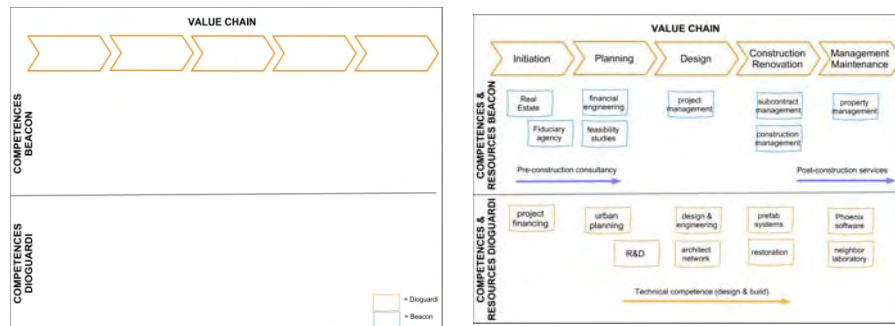 VALUE CHAIN
COMPETENCES
BEACON
COMPETENCES
DIOGUARDI
= Dioguardi
= Beacon
VALUE CHAIN
Initiation
Planning
Design
Construction
Renovation
Management
Maintenance
COMPETENCES &
RESOURCES BEACON
Real
Estate
financial
engineering
project
management
subcontract
management
property
management
Fiduciary
agency
feasibility
studies
construction
management
Pre-construction consultancy
Post-construction services
COMPETENCES &
RESOURCES DIOGUARDI
project
financing
urban
planning
design &
engineering
prefab
systems
Phoenix
software
R&D
architect
network
restoration
neighbor
laboratory
Technical competence (design & build)